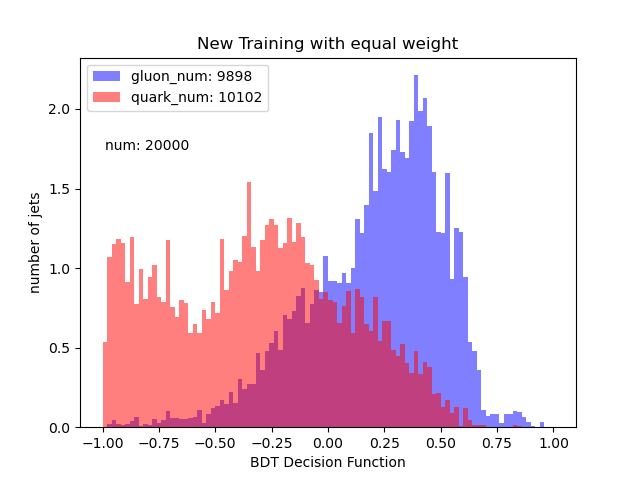 New Training with equal weight
gluon_num: 9898
quark_num: 10102
num: 20000
number of jets
2.0
1.5
1.0
0.5
0.0
−1.00 −0.75 −0.50 −0.25 0.00 0.25 0.50 0.75 1.00
BDT Decision Function